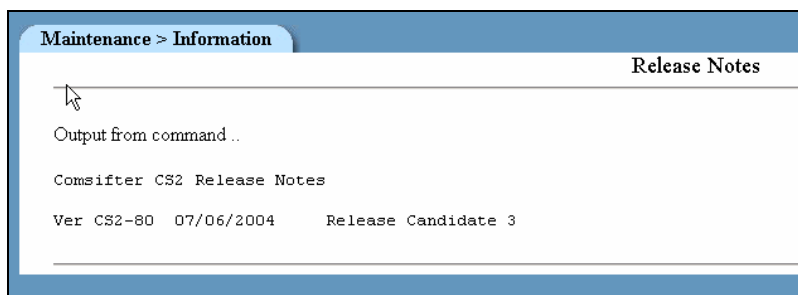 Maintenance > Information
Release Notes
Output from command ..
Comsifter CS2 Release Notes
Ver CS2-80  07/06/2004     Release Candidate 3